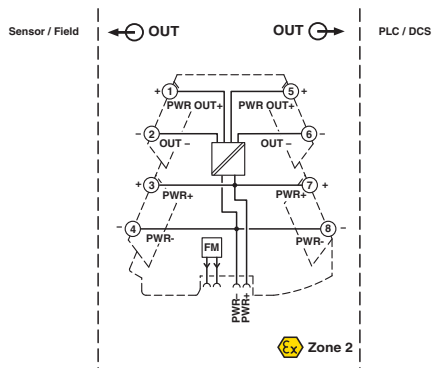 Sensor / Field
OUT
OUT
PLC / DCS
+ 1
5 +
PWR OUT+
PWR OUT+
– 2
6 –
OUT –
OUT –
+ 3
7 +
PWR+
PWR+
4
8 –
–
PWR-
PWR-
FM
PWR-
PWR+
Ex Zone 2